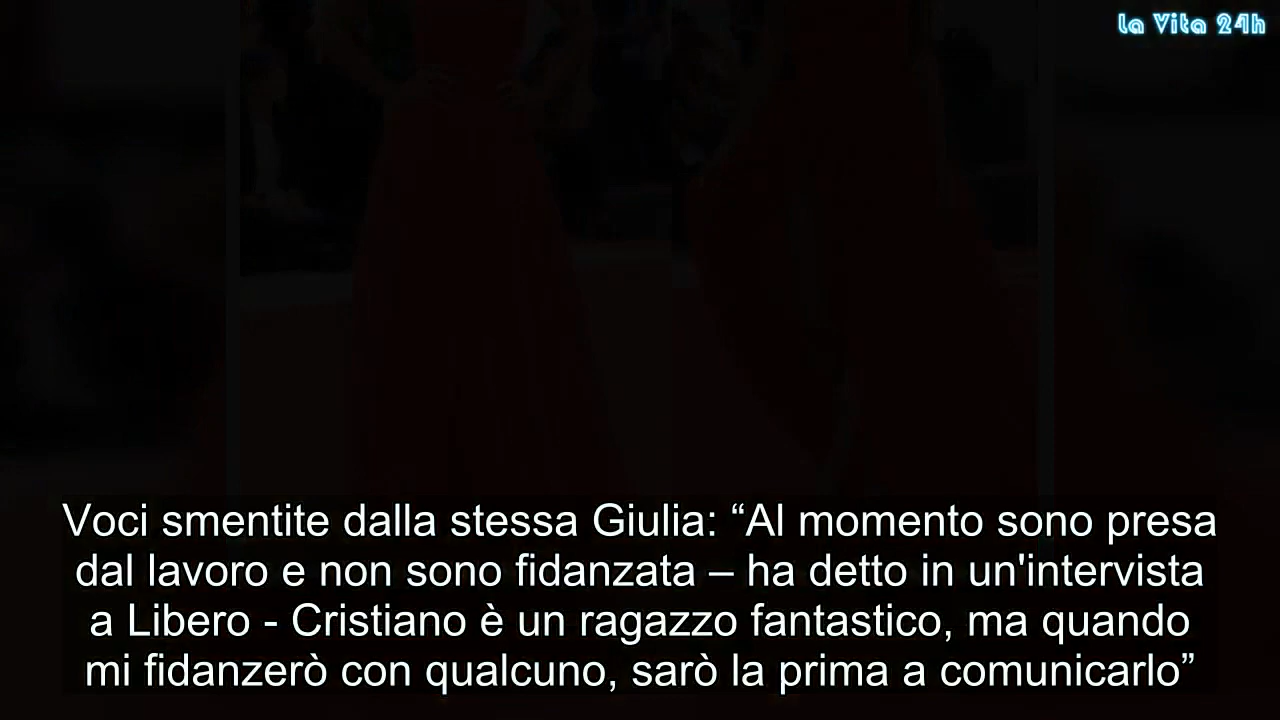 La Vita 24h
Voci smentite dalla stessa Giulia: “Al momento sono presa
dal lavoro e non sono fidanzata – ha detto in un'intervista
a Libero - Cristiano è un ragazzo fantastico, ma quando
mi fidanzerò con qualcuno, sarò la prima a comunicarlo”